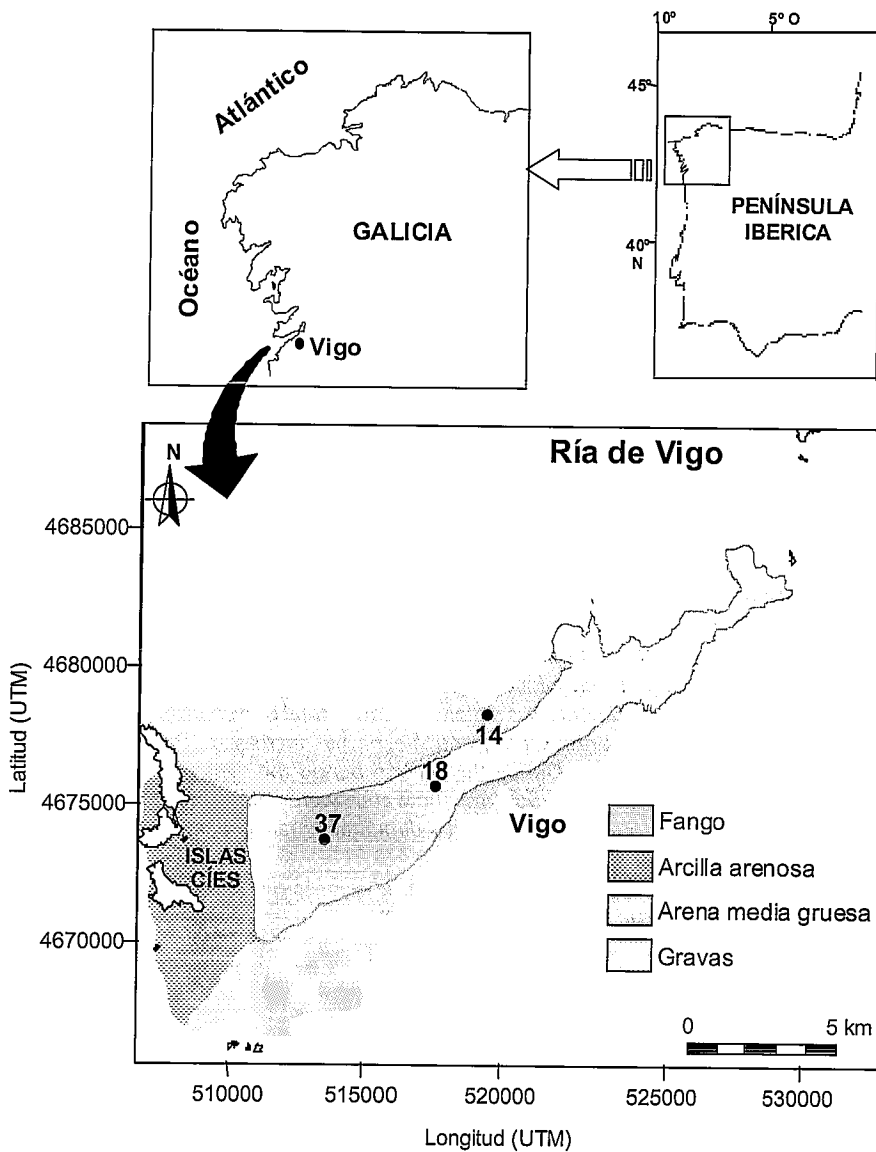 Atlántico
Océano
GALICIA
Vigo
10º
5º O
45º
40º
N
PENÍNSULA
IBERICA
Ría de Vigo
N
4685000
4680000
4675000
4670000
Latitud (UTM)
14
18
37
Vigo
ISLAS
CÍES
Fango
Arcilla arenosa
Arena media gruesa
Gravas
0 5 km
510000 515000 520000 525000 530000
Longitud (UTM)